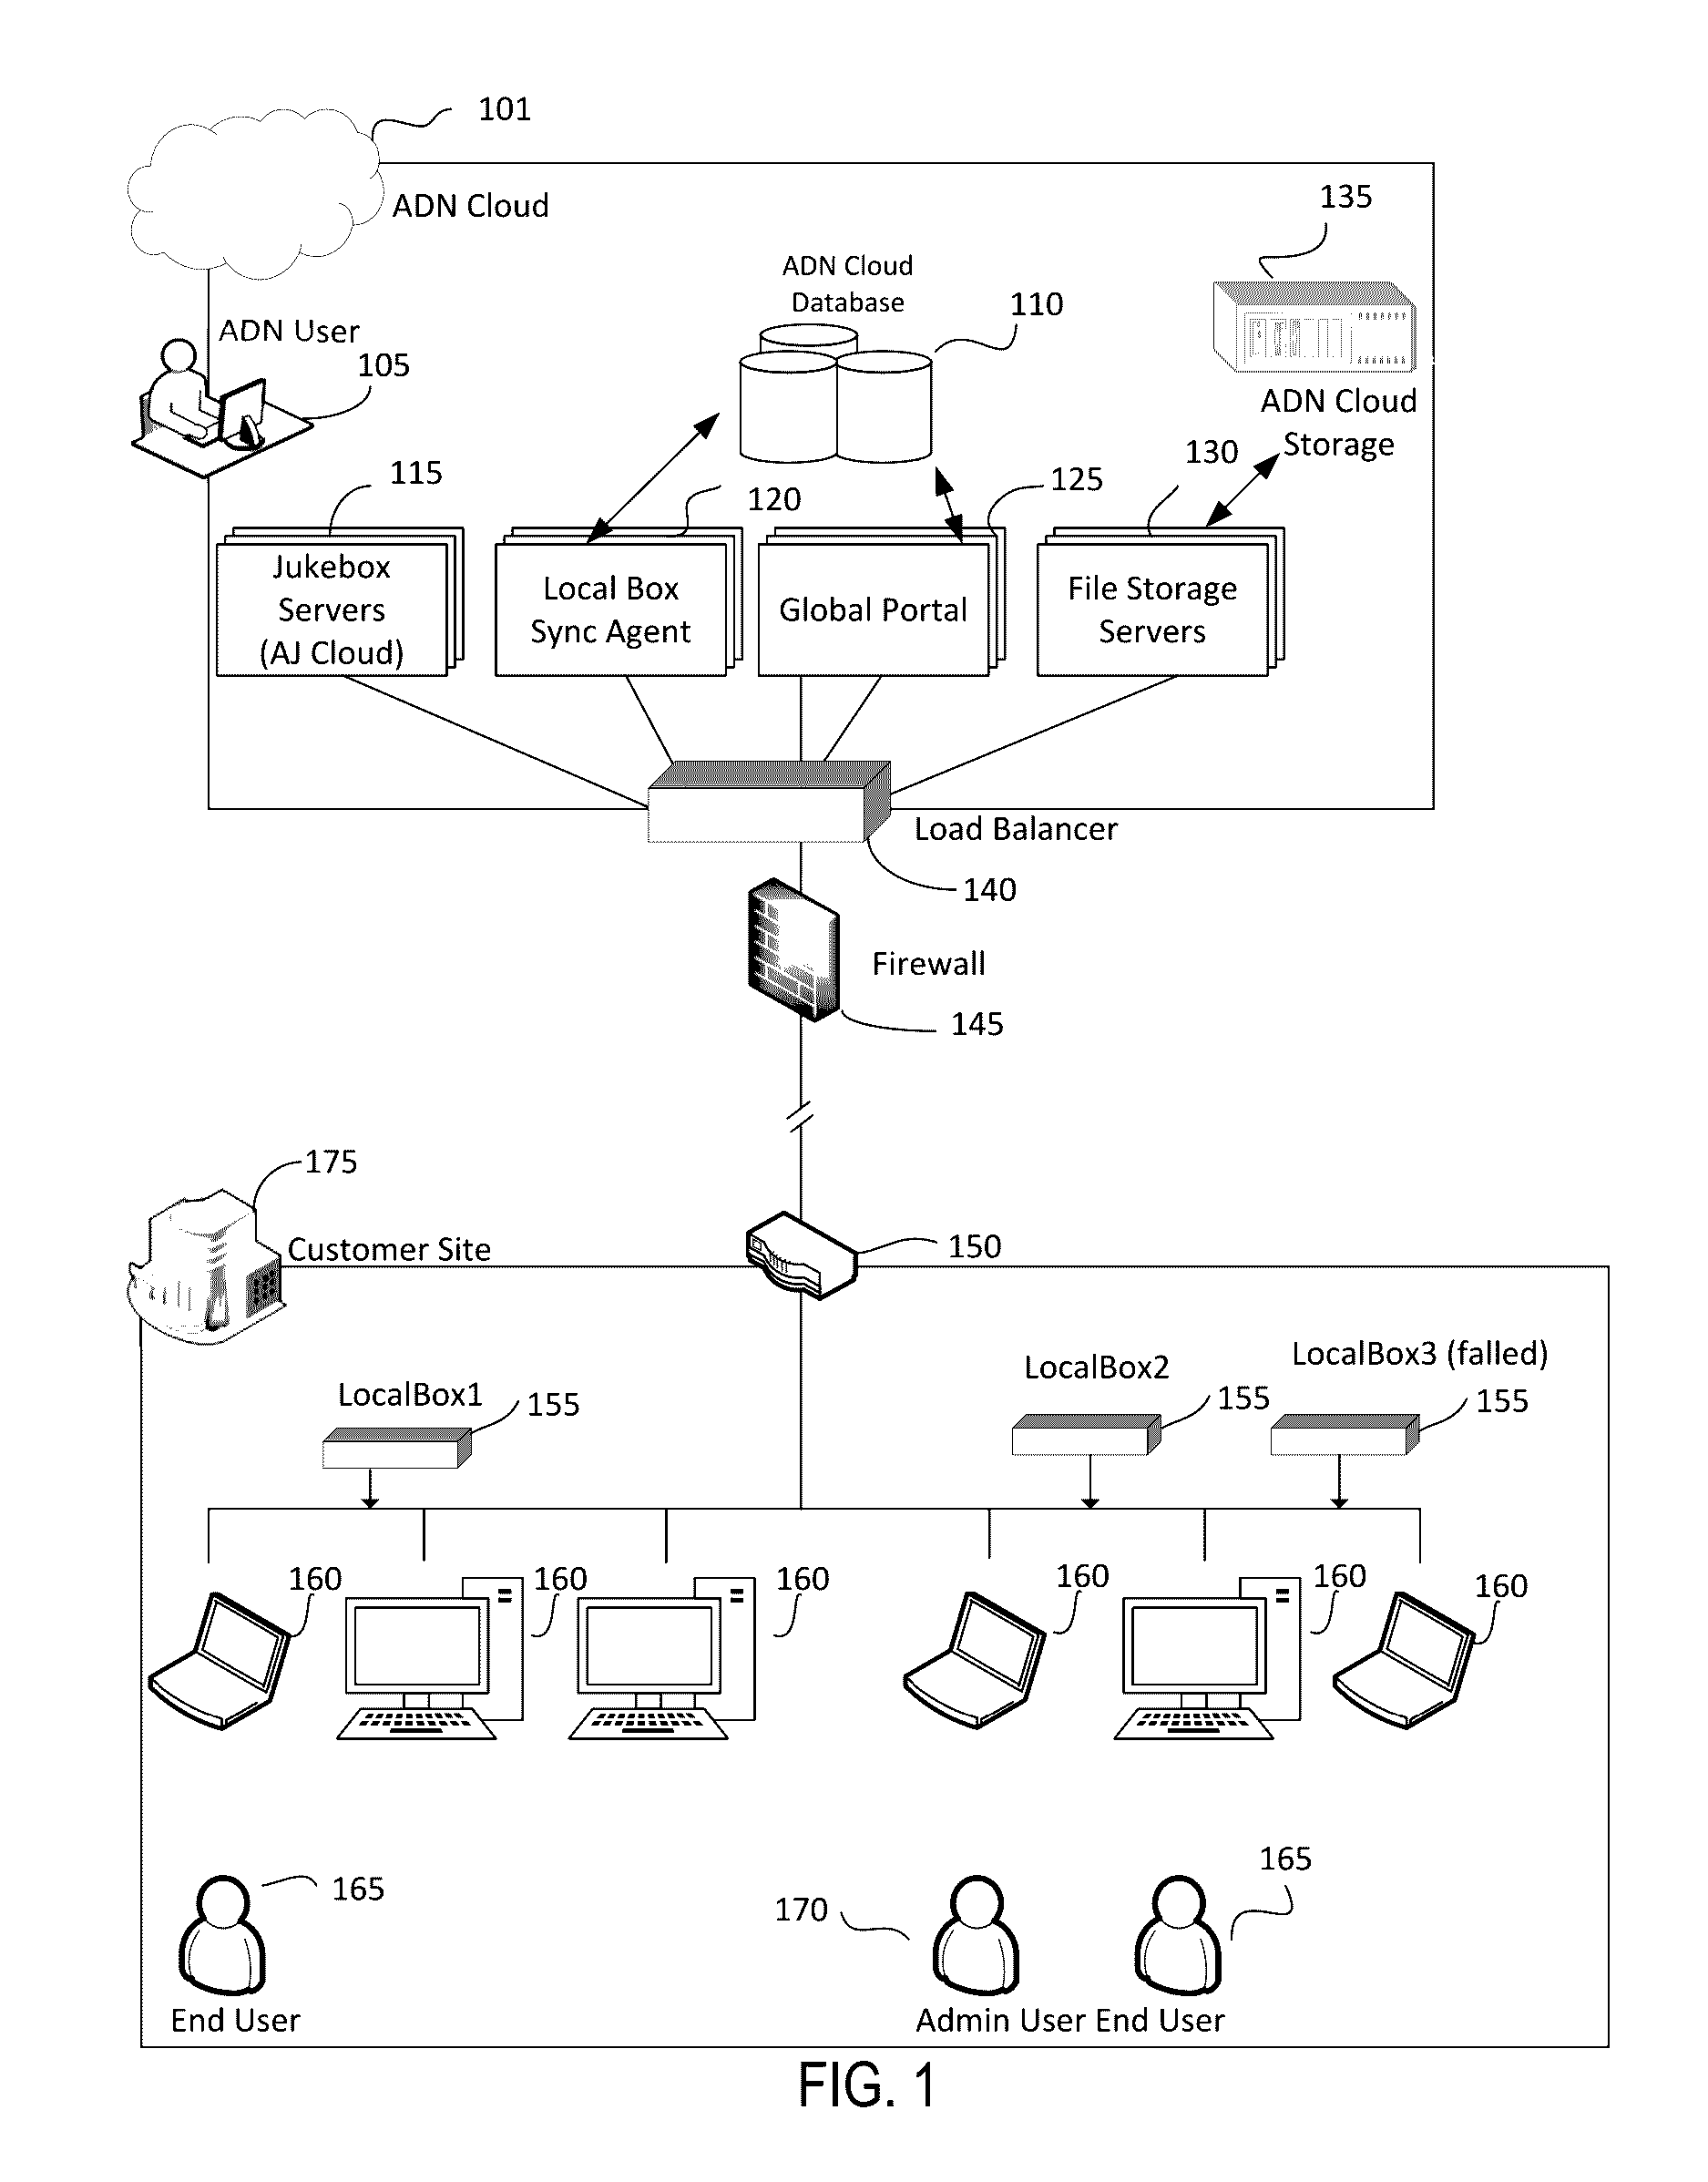 101
ADN Cloud
135
ADN Cloud
Database
110
ADN User
105
ADN Cloud
Storage
115
120
125
130
Jukebox
Servers
(AJ Cloud)
Local Box
Sync Agent
Global Portal
File Storage
Servers
Load Balancer
140
Firewall
145
175
Customer Site
150
LocalBox1
155
LocalBox2
155
LocalBox3 (falled)
155
160
160
160
160
160
160
165
170
165
End User
Admin User
End User
FIG. 1